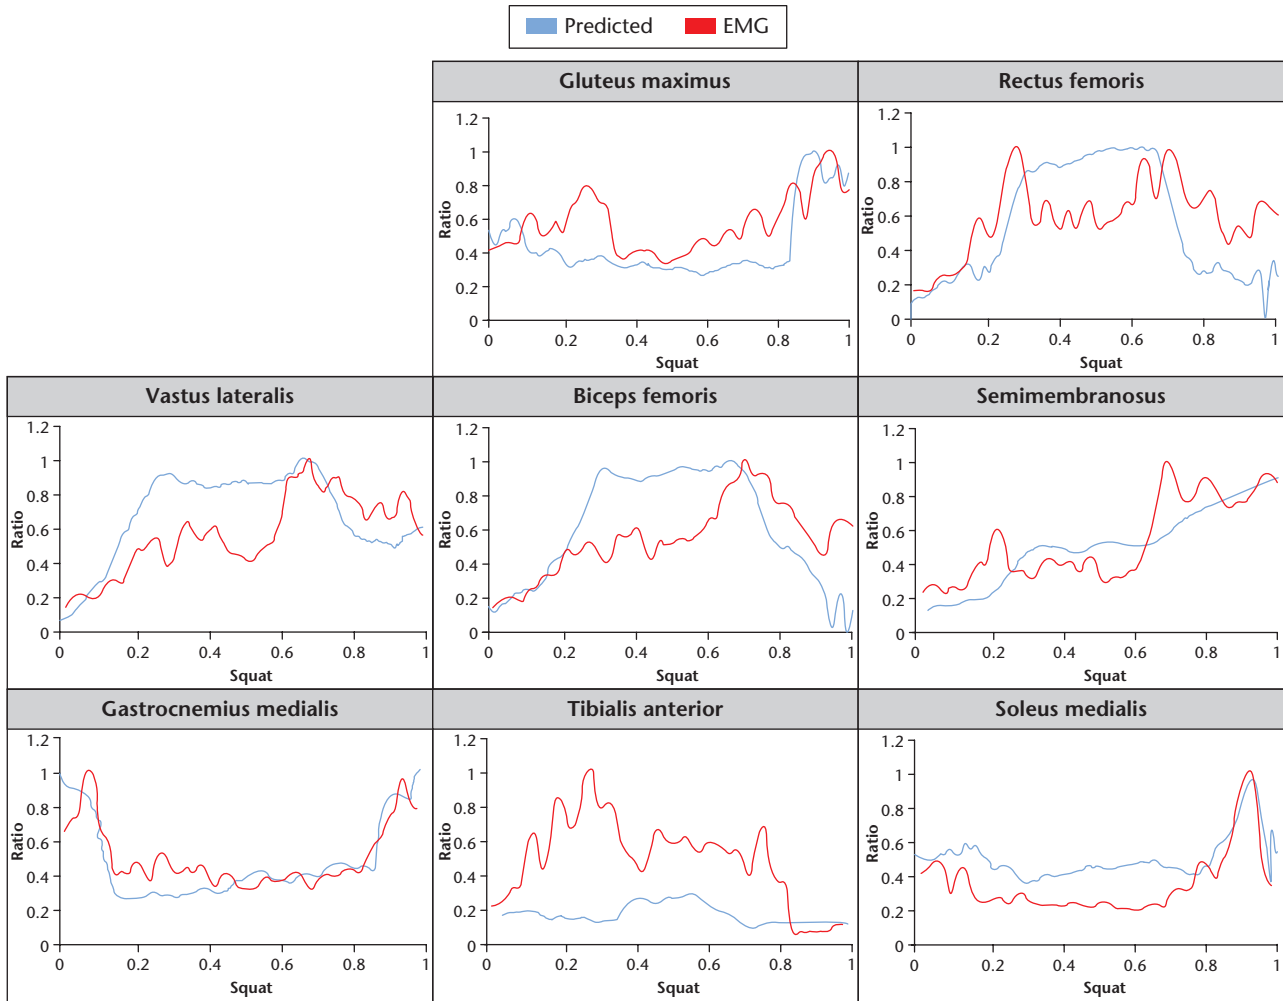 Predicted EMG
Gluteus maximus
Rectus femoris
1.2
1
0.8
0.6
0.4
0.2
0
Ratio
0 0.2 0.4 0.6 0.8 1
Squat
1.2
1
0.8
0.6
0.4
0.2
0
Ratio
0 0.2 0.4 0.6 0.8 1
Squat
Vastus lateralis
Biceps femoris
Semimembranosus
1.2
1
0.8
0.6
0.4
0.2
0
Ratio
0 0.2 0.4 0.6 0.8 1
Squat
1.2
1
0.8
0.6
0.4
0.2
0
Ratio
0 0.2 0.4 0.6 0.8 1
Squat
1.2
1
0.8
0.6
0.4
0.2
0
Ratio
0 0.2 0.4 0.6 0.8 1
Squat
Gastrocnemius medialis
Tibialis anterior
Soleus medialis
1.2
1
0.8
0.6
0.4
0.2
0
Ratio
0 0.2 0.4 0.6 0.8 1
Squat
1.2
1
0.8
0.6
0.4
0.2
0
Ratio
0 0.2 0.4 0.6 0.8 1
Squat
1.2
1
0.8
0.6
0.4
0.2
0
Ratio
0 0.2 0.4 0.6 0.8 1
Squat